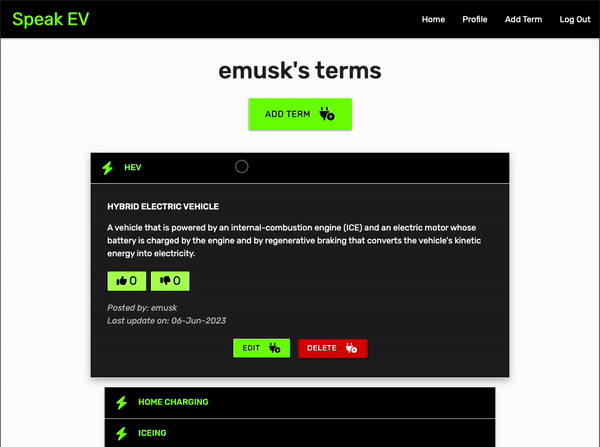 Speak EV
Home Profile Add Term Log Out
emusk's terms
ADD TERM
HEV
HYBRID ELECTRIC VEHICLE
A vehicle that is powered by an internal-combustion engine (ICE) and an electric motor whose
battery is charged by the engine and by regenerative braking that converts the vehicle's kinetic
energy into electricity.
0 0
Posted by: emusk
Last update on: 06-Jun-2023
EDIT DELETE
HOME CHARGING
ICEING